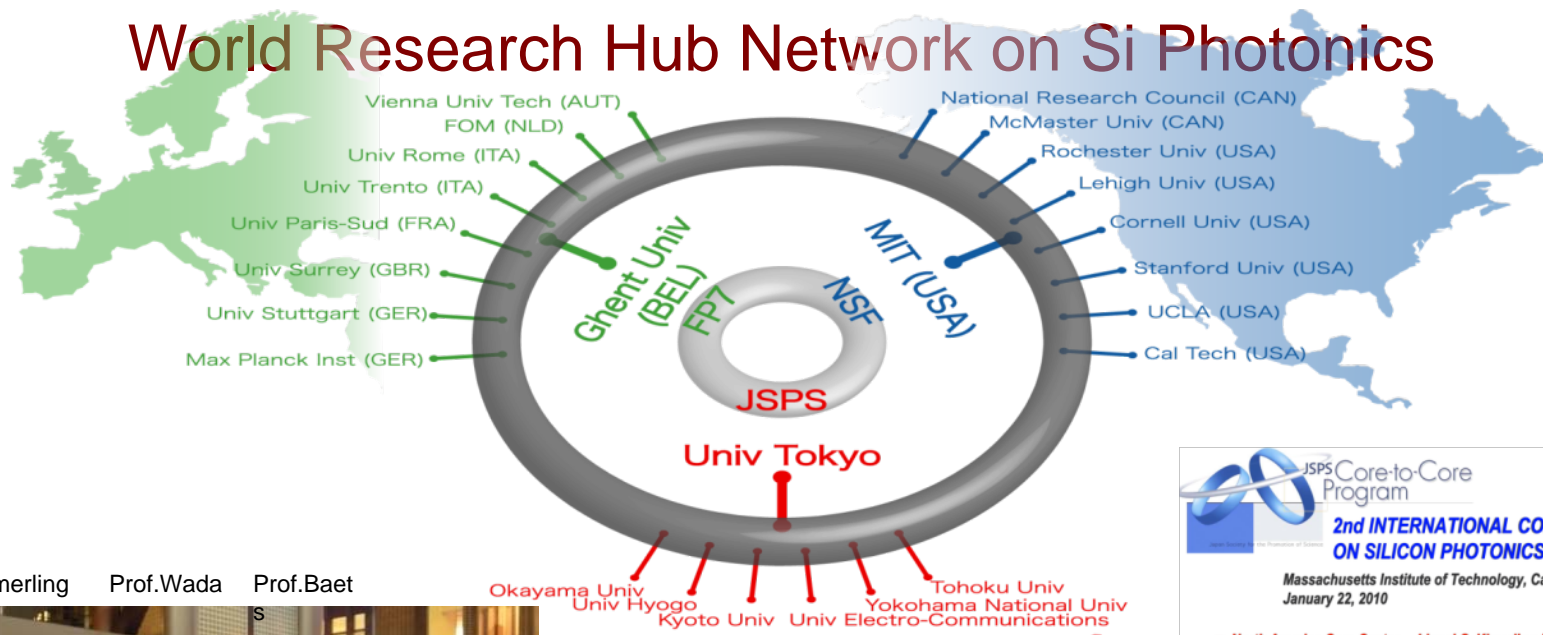 World Research Hub Network on Si Photonics
Vienna Univ Tech (AUT)
FOM (NLD)
Univ Rome (ITA)
Univ Trento (ITA)
Univ Paris-Sud (FRA)
Univ Surrey (GBR)
Univ Stuttgart (GER)
Max Planck Inst (GER)
National Research Council (CAN)
McMaster Univ (CAN)
Rochester Univ (USA)
Lehigh Univ (USA)
Cornell Univ (USA)
Stanford Univ (USA)
UCLA (USA)
Cal Tech (USA)
Ghent Univ
(BEL)
FP7
MIT (USA)
NSF
JSPS
Univ Tokyo
Okayama Univ
Univ Hyogo
Kyoto Univ
Univ Electro-Communications
Yokohama National Univ
Tohoku Univ
merling Prof.Wada Prof.Baet
s
JSPS Core-to-Core
Program
2nd INTERNATIONAL CO
ON SILICON PHOTONICS
Massachusetts Institute of Technology, Ca
January 22, 2010